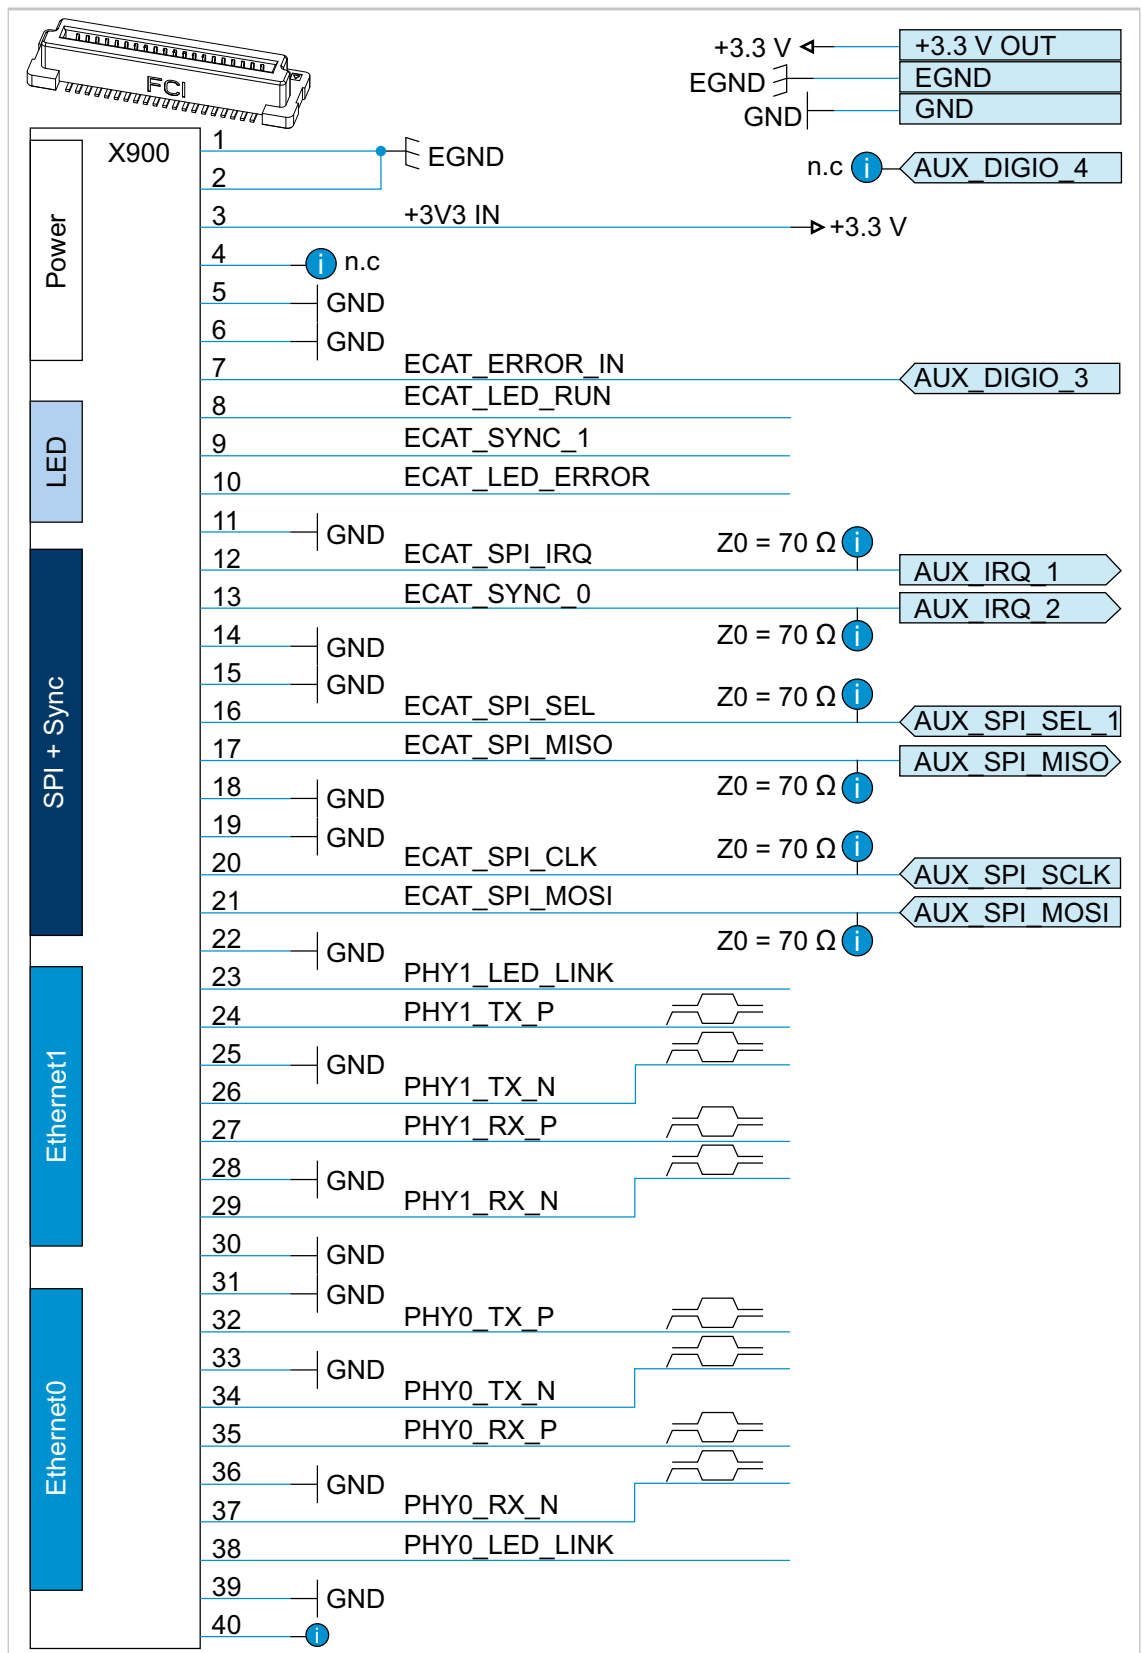 FCI
+3.3 V
+3.3 V OUT
EGND
EGND
GND
GND
n.c
i
AUX_DIGIO_4
X900
Power
1
EGND
2
3
+3V3 IN
+3.3 V
4
i
n.c
5
GND
6
GND
7
ECAT_ERROR_IN
AUX_DIGIO_3
LED
8
ECAT_LED_RUN
9
ECAT_SYNC_1
10
ECAT_LED_ERROR
11
GND
SPI + Sync
12
ECAT_SPI_IRQ
Z0 = 70 Ω
i
AUX_IRQ_1
13
ECAT_SYNC_0
AUX_IRQ_2
Z0 = 70 Ω
i
14
GND
15
GND
16
ECAT_SPI_SEL
Z0 = 70 Ω
i
AUX_SPI_SEL_1
17
ECAT_SPI_MISO
AUX_SPI_MISO
Z0 = 70 Ω
i
18
GND
19
GND
20
ECAT_SPI_CLK
Z0 = 70 Ω
i
AUX_SPI_SCLK
21
ECAT_SPI_MOSI
AUX_SPI_MOSI
Z0 = 70 Ω
i
22
GND
Ethernet1
23
PHY1_LED_LINK
24
PHY1_TX_P
25
GND
26
PHY1_TX_N
27
PHY1_RX_P
28
GND
29
PHY1_RX_N
30
GND
31
GND
Ethernet0
32
PHY0_TX_P
33
GND
34
PHY0_TX_N
35
PHY0_RX_P
36
GND
37
PHY0_RX_N
38
PHY0_LED_LINK
39
GND
40
i